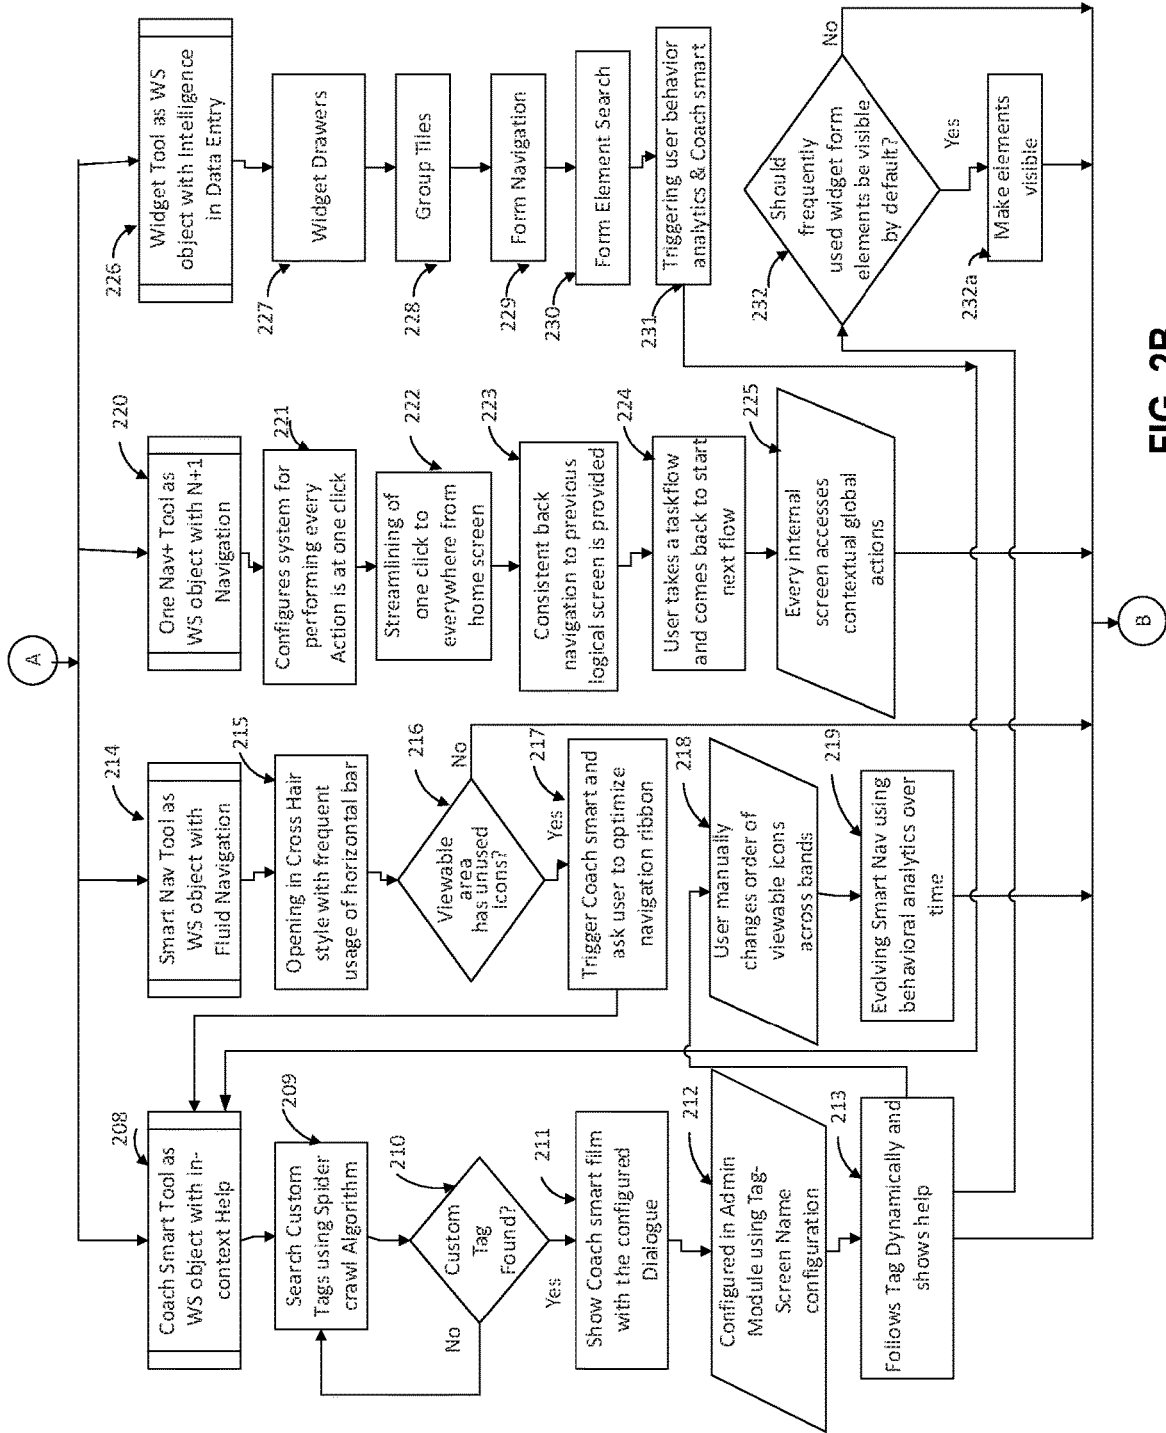 A
208
Coach Smart Tool as
WS object with in-
context Help
209
Search Custom
Tags using Spider
crawl Algorithm
210
Custom
Tag
Found?
No
Yes
211
Show Coach smart film
with the configured
Dialogue
212
Configured in Admin
Module using Tag-
Screen Name
configuration
213
Follows Tag Dynamically and
shows help
214
Smart Nav Tool as
WS object with
Fluid Navigation
215
Opening in Cross Hair
style with frequent
usage of horizontal bar
216
Viewable
area
has unused
icons?
No
Yes
217
Trigger Coach smart and
ask user to optimize
navigation ribbon
218
User manually
changes order of
viewable icons
across bands
219
Evolving Smart Nav using
behavioral analytics over
time
220
One Nav+ Tool as
WS object with N+1
Navigation
221
Configures system for
performing every
Action is at one click
222
Streamlining of
one click to
everywhere from
home screen
223
Consistent back
navigation to previous
logical screen is provided
224
User takes a taskflow
and comes back to start
next flow
225
Every internal
screen accesses
contextual global
actions
226
Widget Tool as WS
object with Intelligence
in Data Entry
227
Widget Drawers
228
Group Tiles
229
Form Navigation
230
Form Element Search
231
Triggering user behavior
analytics & Coach smart
232
Should
frequently
used widget form
elements be visible
by default?
No
Yes
232a
Make elements
visible
B
FIG. 2B